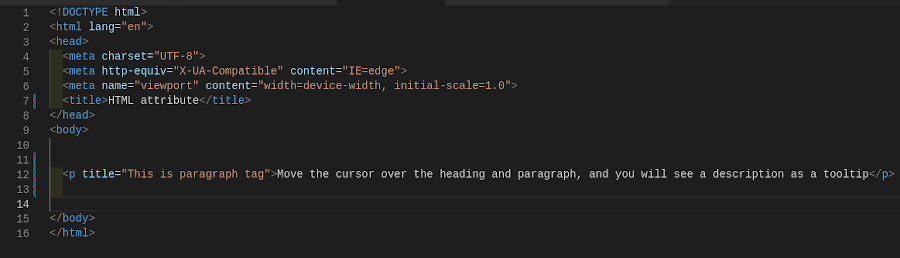 1 <!DOCTYPE html>
2 <html lang="en">
3 <head>
4 <meta charset="UTF-8">
5 <meta http-equiv="X-UA-Compatible" content="IE=edge">
6 <meta name="viewport" content="width=device-width, initial-scale=1.0">
7 <title>HTML attribute</title>
8 </head>
9 <body>
10
11
12 <p title="This is paragraph tag">Move the cursor over the heading and paragraph, and you will see a description as a tooltip</p>
13
14
15 </body>
16 </html>